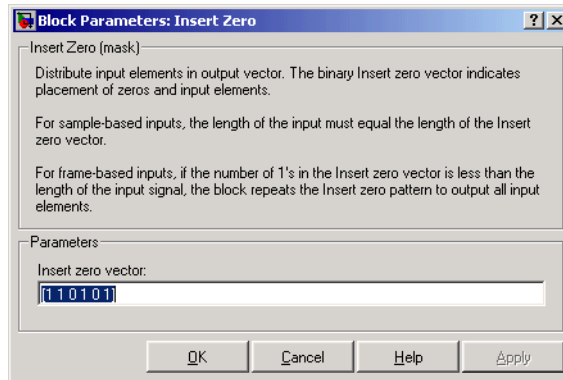 Block Parameters: Insert Zero
Insert Zero (mask)
Distribute input elements in output vector. The binary Insert zero vector indicates
placement of zeros and input elements.
For sample-based inputs, the length of the input must equal the length of the Insert
zero vector.
For frame-based inputs, if the number of 1's in the Insert zero vector is less than the
length of the input signal, the block repeats the Insert zero pattern to output all input
elements.
Parameters
Insert zero vector:
[1 1 0 1 0 1]
OK Cancel Help Apply